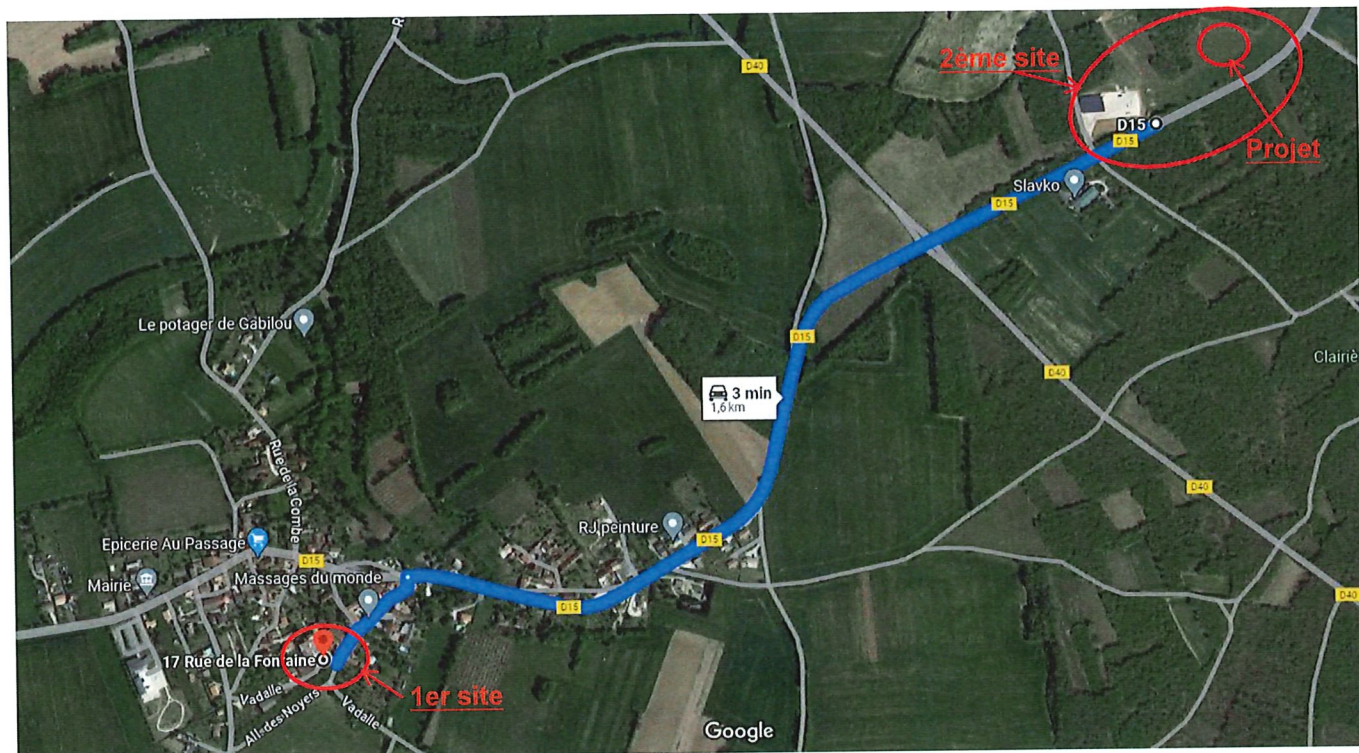 R
D40
2ème site
D15
D15
Projet
Slavko
D15
Le potager de Gabilou
D15
Clairiè
D40
3 min
1,6 km
Rue de la Combe
D40
RJ peinture
D15
Epicerie Au Passage
D15
Massages du monde
Mairie
D15
D40
17 Rue de la Fontaine
1er site
Vadalle
All. des Noyers
Vadalle
Google